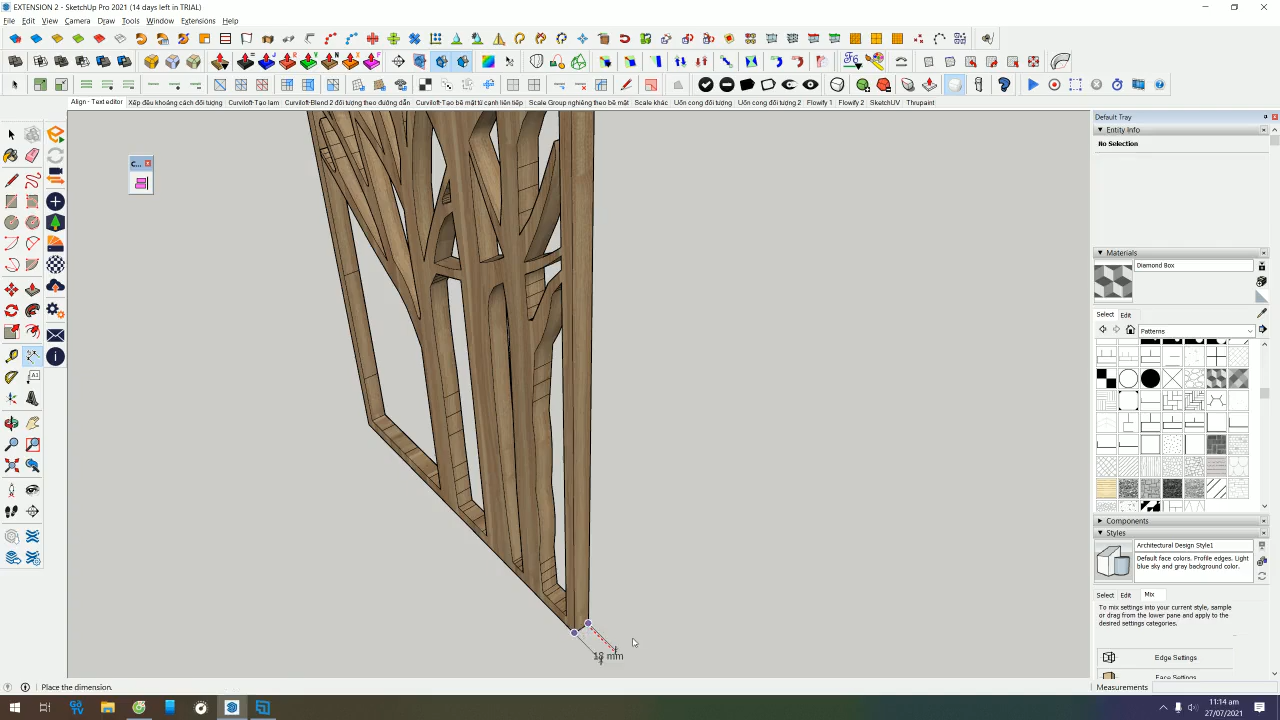 EXTENSION 2 - SketchUp Pro 2021 (14 days left in TRIAL)
File Edit View Camera Draw Tools Window Extensions Help
Align - Text editor Xếp đều khoảng cách đối tượng Curviloft-Tạo lam Curviloft-Blend 2 đối tượng theo đường dẫn Curviloft-Tạo bề mặt từ cạnh liên tiếp Scale Group nghiêng theo bề mặt Scale khác Uốn cong đối tượng Uốn cong đối tượng 2 Flowify 1 Flowify 2 SketchUV Thrupaint
C...
Default Tray
Entity Info
No Selection
Materials
Diamond Box
Select Edit
Patterns
Components
Styles
Architectural Design Style1
Default face colors. Profile edges. Light
blue sky and gray background color.
Select Edit Mix
To mix settings into your current style, sample
or drag from the lower pane and apply to the
desired settings categories.
Edge Settings
Face Settings
mm
Place the dimension.
Measurements
11:14 am
27/07/2021